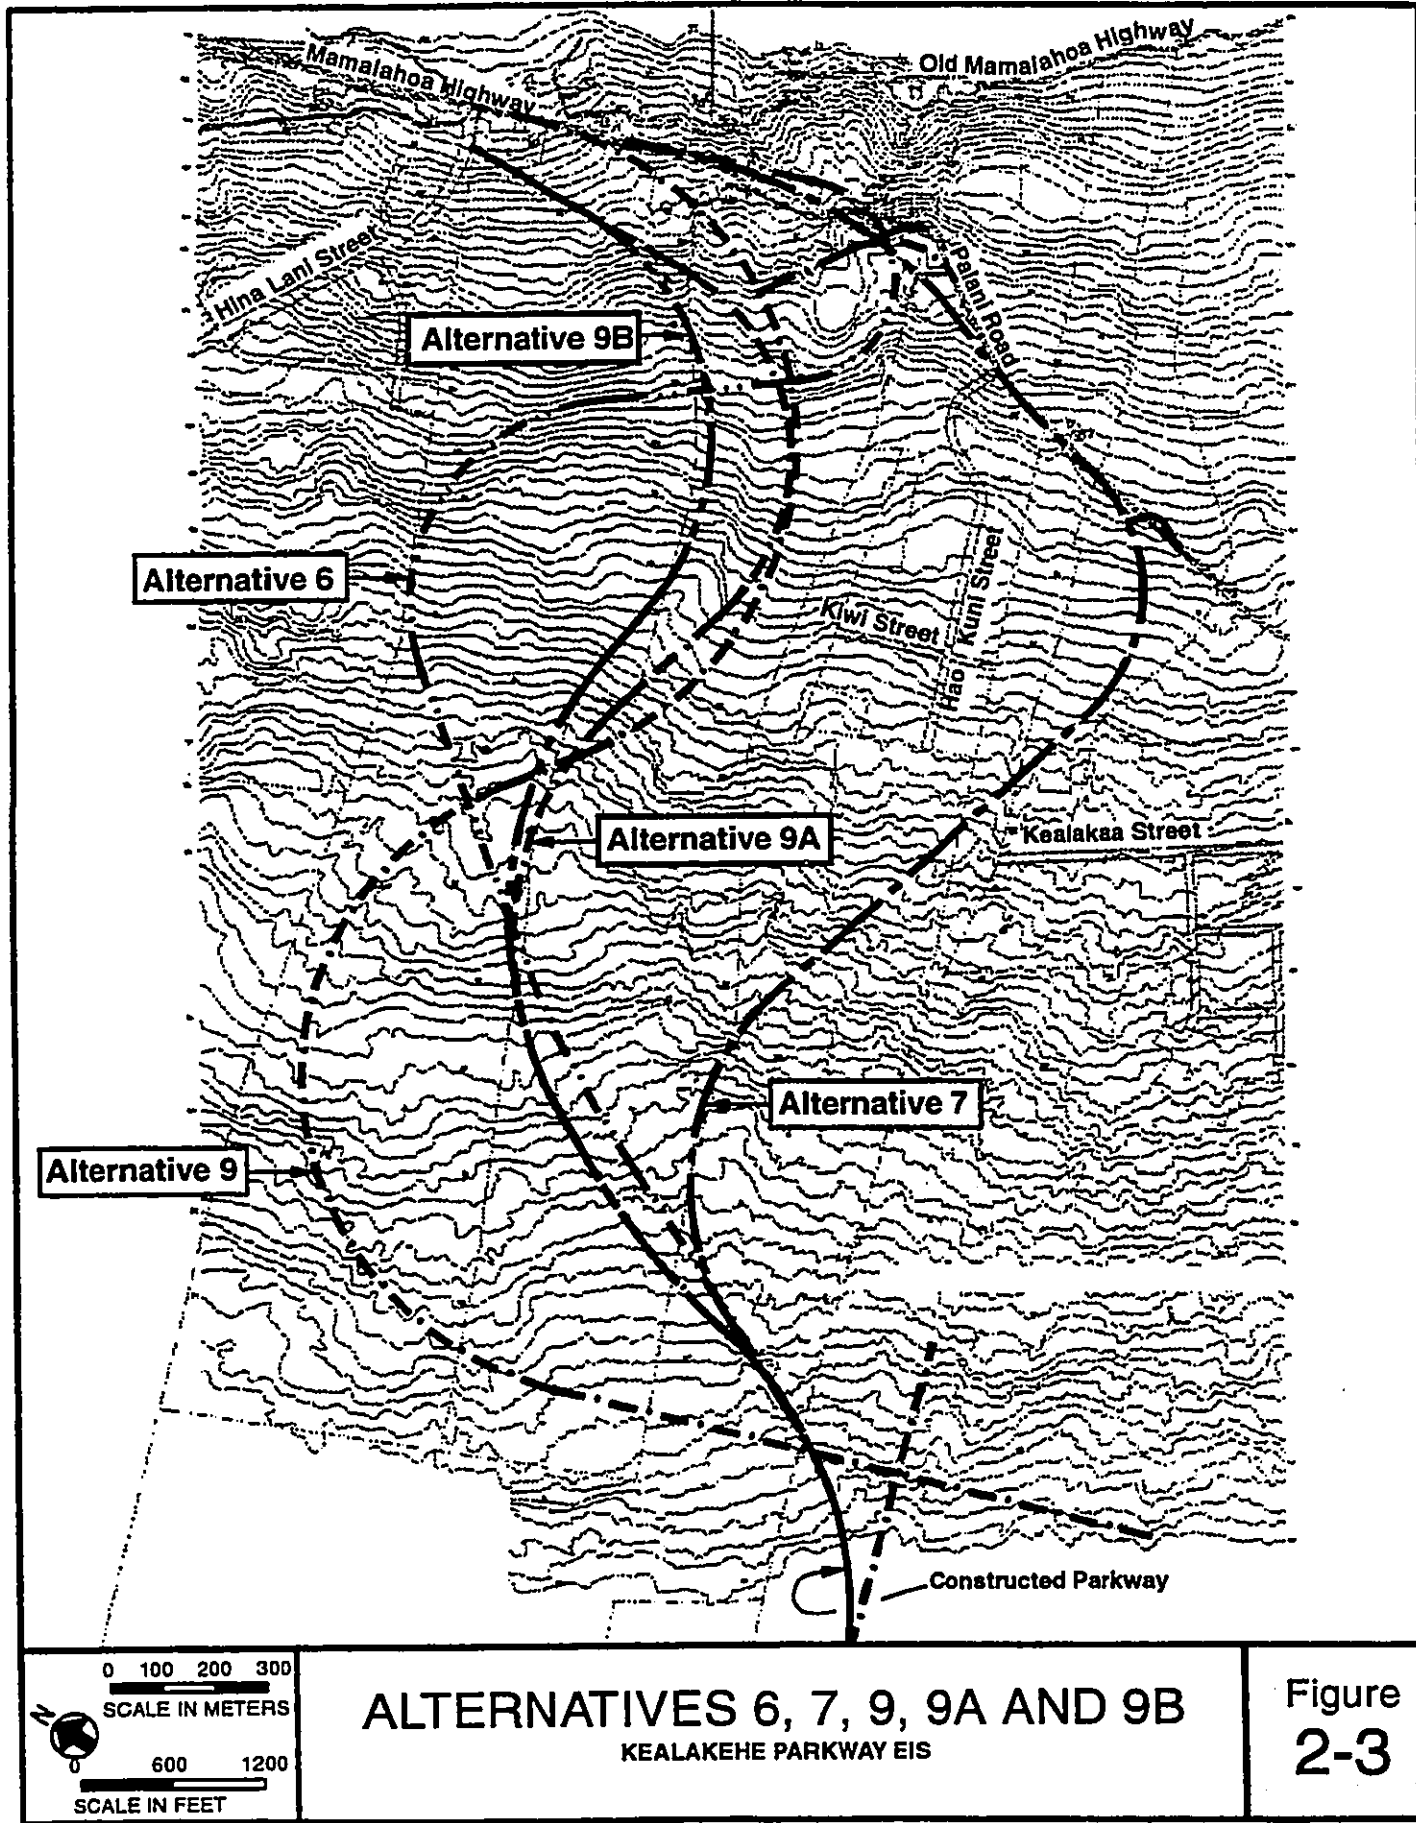 Old Mamalahoa Highway
Mamalahoa Highway
Hina Lani Street
Palani Road
Alternative 9B
Alternative 6
Kiwi Street
Hao Kuni Street
Alternative 9A
Kealakaa Street
Alternative 7
Alternative 9
Constructed Parkway
0 100 200 300
SCALE IN METERS
N
0 600 1200
SCALE IN FEET
ALTERNATIVES 6, 7, 9, 9A AND 9B
KEALAKEHE PARKWAY EIS
Figure
2-3